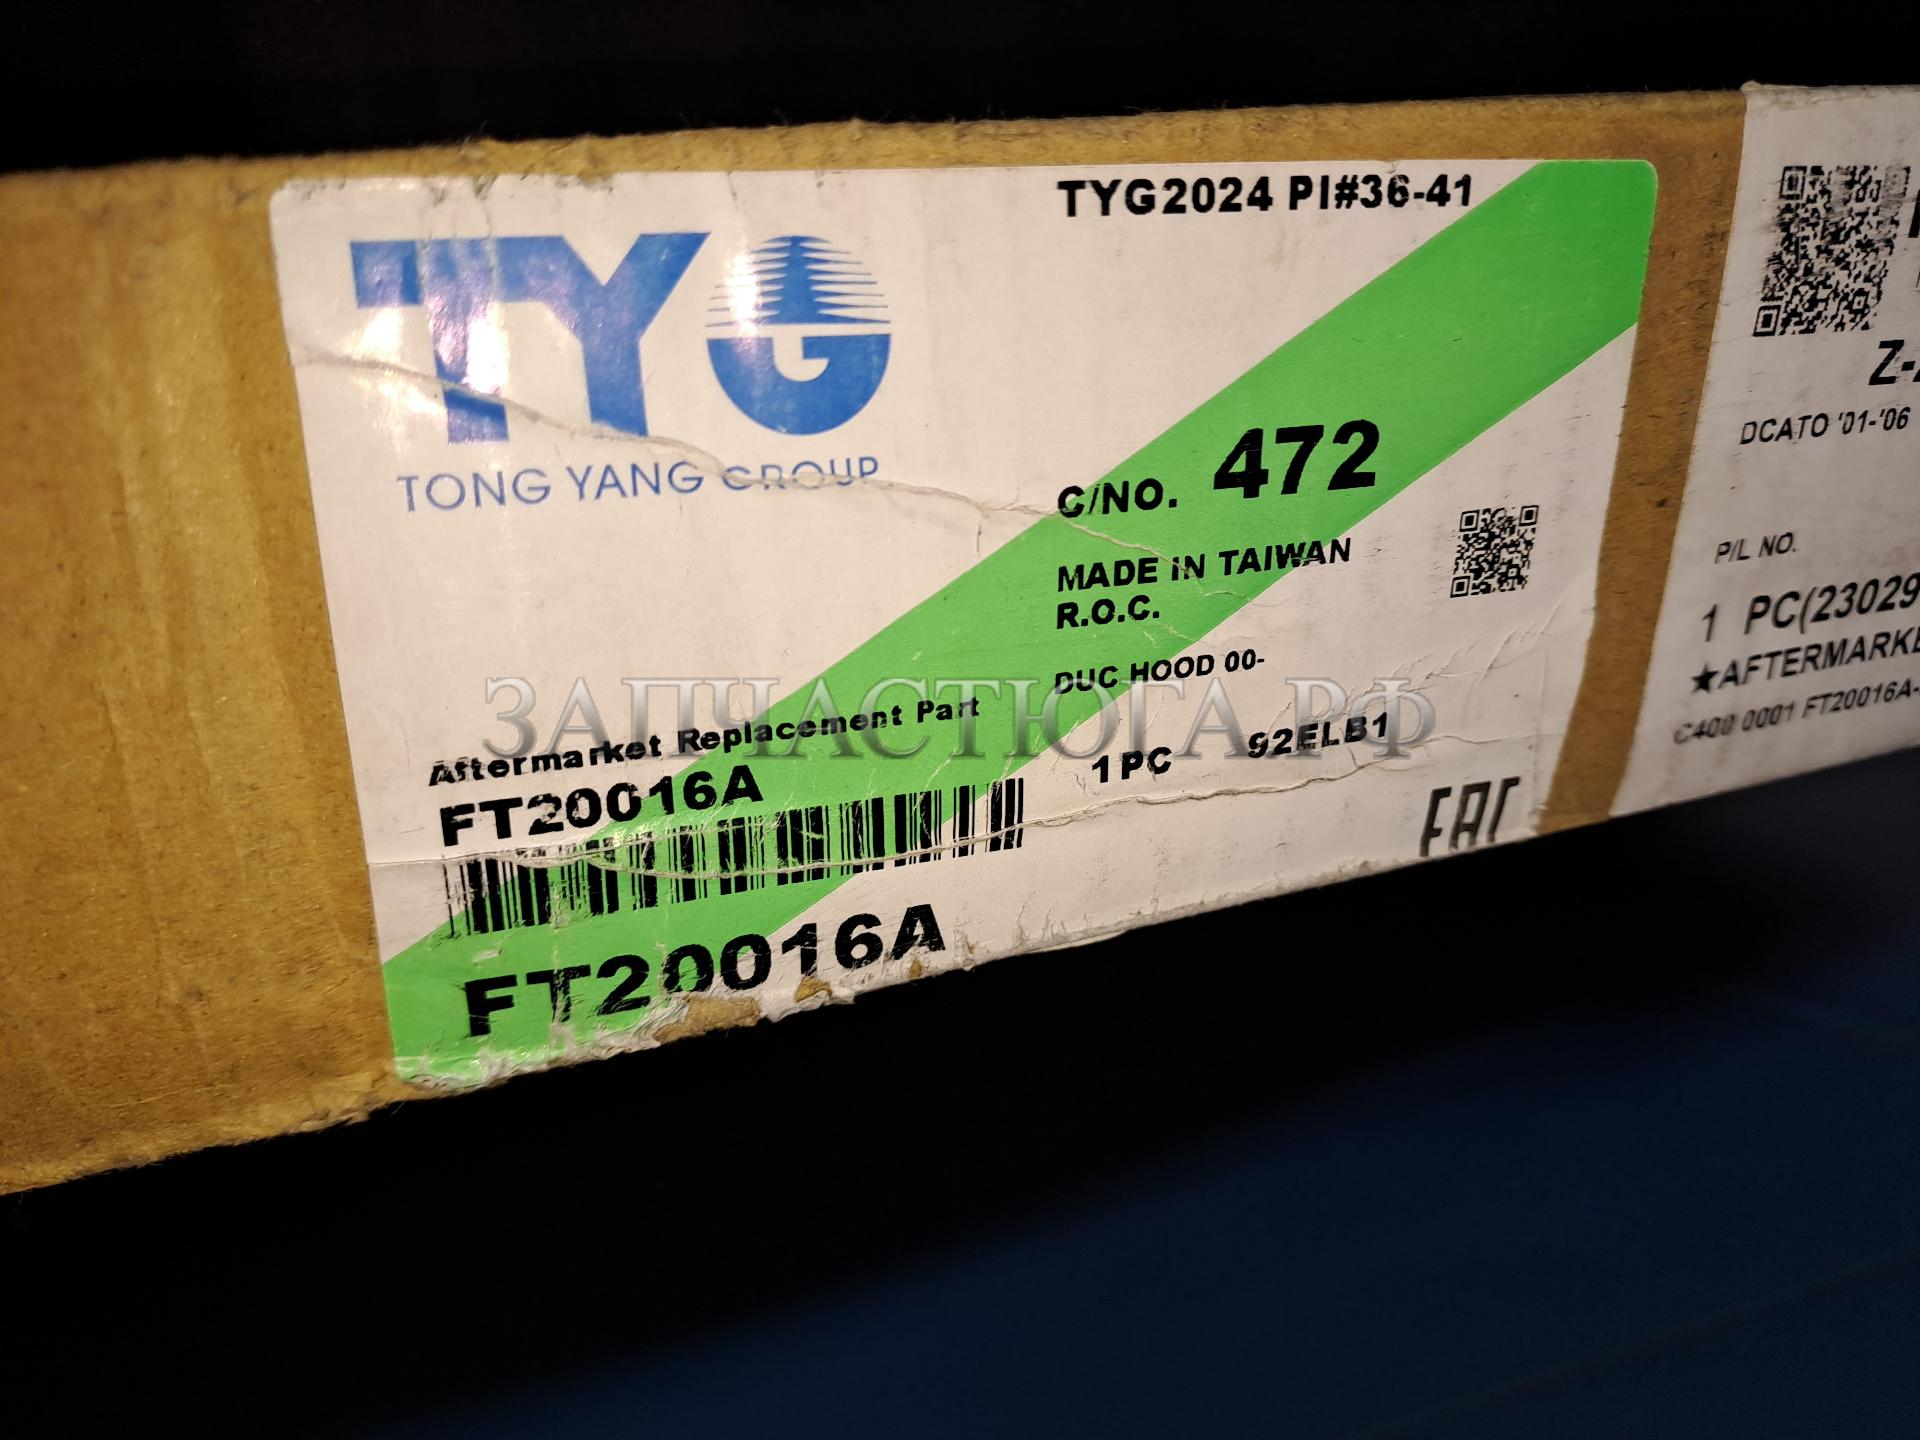 TYG2024 PI#36-41
TYG
TONG YANG GROUP
C/NO. 472
MADE IN TAIWAN
R.O.C.
DUC HOOD 00-
Aftermarket Replacement Part
FT20016A
1 PC 92ELB1
EAC
FT20016A
ЗАПЧАСТЮГА.РФ
DCATO '01-'06
P/L NO.
1 PC(23029
★AFTERMARKE
C400 0001 FT20016A-